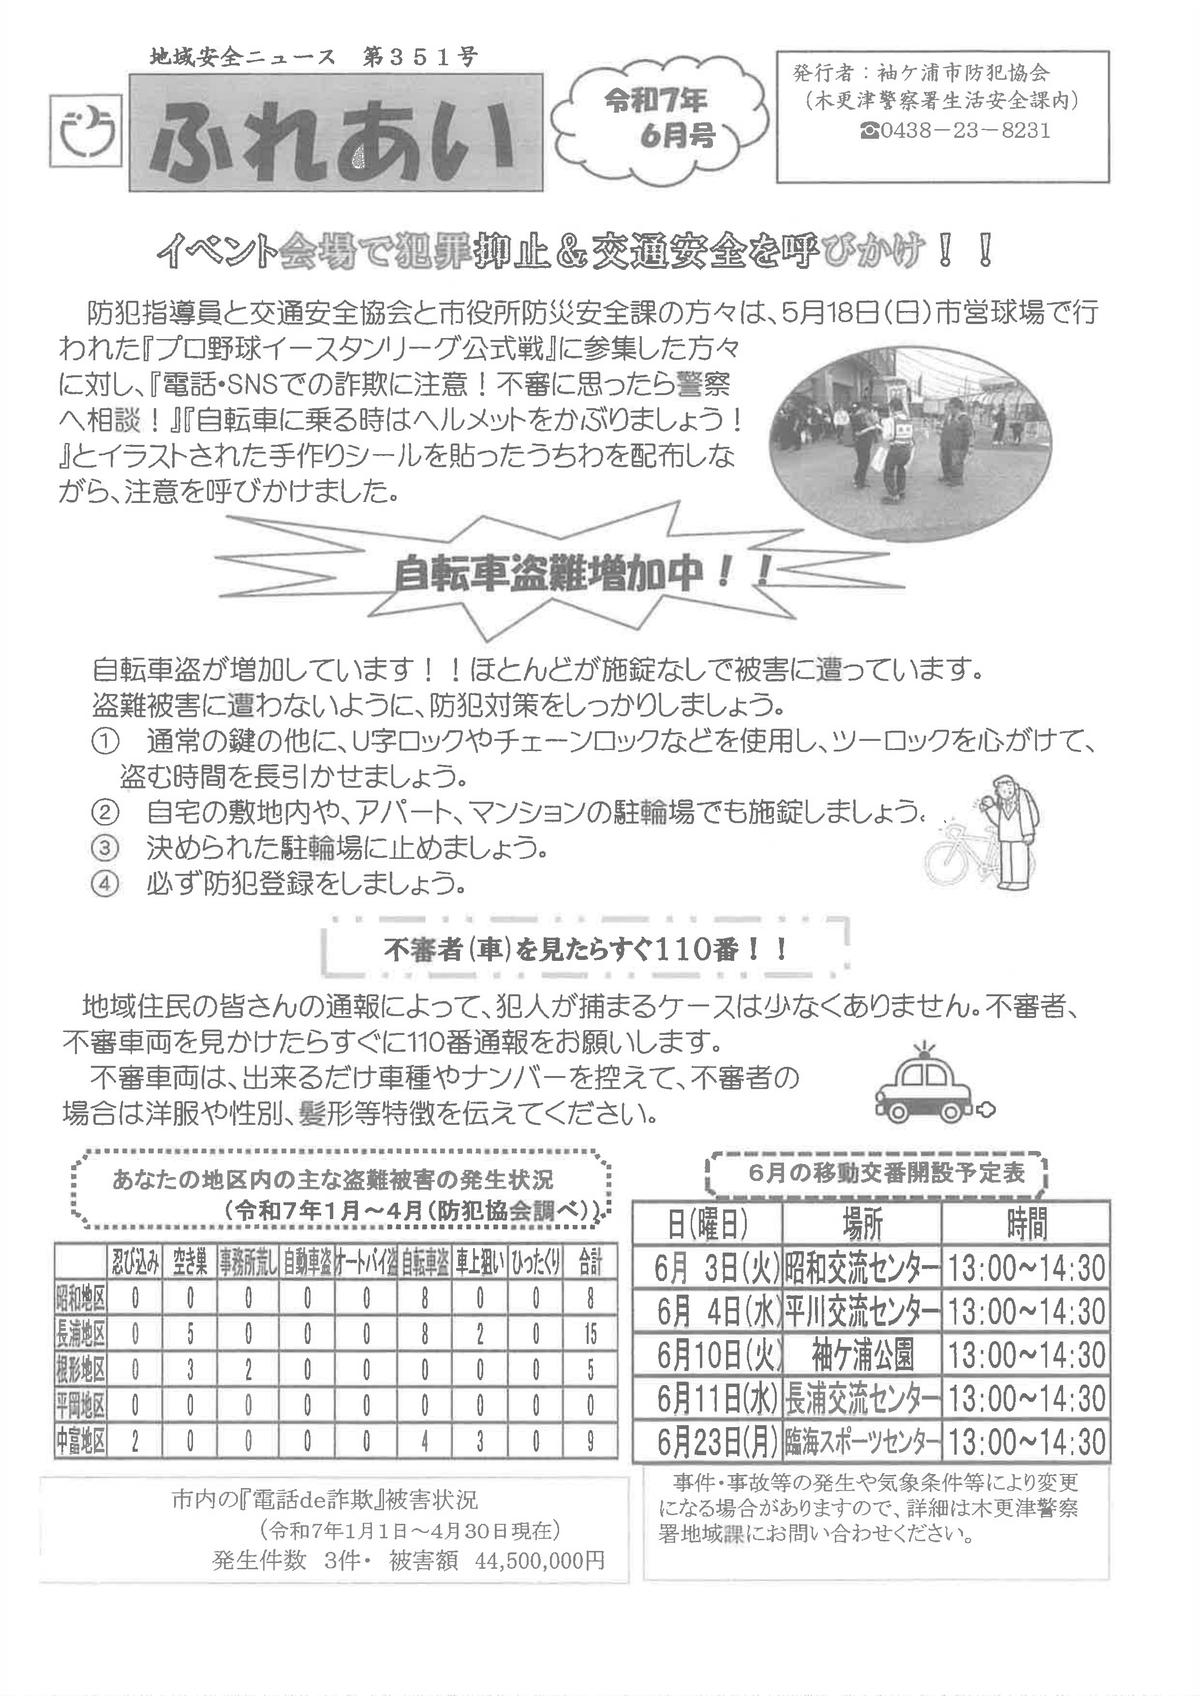 地域安全ニュース　第３５１号
ふれあい
令和7年
6月号
発行者：袖ケ浦市防犯協会
（木更津警察署生活安全課内）
☎0438－23－8231
イベント会場で犯罪抑止＆交通安全を呼びかけ！！
防犯指導員と交通安全協会と市役所防災安全課の方々は、5月18日(日)市営球場で行
われた『プロ野球イースタンリーグ公式戦』に参集した方々
に対し、『電話・SNSでの詐欺に注意！不審に思ったら警察
へ相談！』『自転車に乗る時はヘルメットをかぶりましょう！
』とイラストされた手作りシールを貼ったうちわを配布しな
がら、注意を呼びかけました。
自転車盗難増加中！！
自転車盗が増加しています！！ほとんどが施錠なしで被害に遭っています。
盗難被害に遭わないように、防犯対策をしっかりしましょう。
①　通常の鍵の他に、U字ロックやチェーンロックなどを使用し、ツーロックを心がけて、
盗む時間を長引かせましょう。
②　自宅の敷地内や、アパート、マンションの駐輪場でも施錠しましょう。
③　決められた駐輪場に止めましょう。
④　必ず防犯登録をしましょう。
不審者(車)を見たらすぐ110番！！
地域住民の皆さんの通報によって、犯人が捕まるケースは少なくありません。不審者、
不審車両を見かけたらすぐに110番通報をお願いします。
不審車両は、出来るだけ車種やナンバーを控えて、不審者の
場合は洋服や性別、髪形等特徴を伝えてください。
あなたの地区内の主な盗難被害の発生状況
(令和7年1月～4月(防犯協会調べ))
忍び込み 空き巣 事務所荒し 自動車盗 オートバイ盗 自転車盗 車上狙い ひったくり 合計
昭和地区 0 0 0 0 0 8 0 0 8
長浦地区 0 5 0 0 0 8 2 0 15
根形地区 0 3 2 0 0 0 0 0 5
平岡地区 0 0 0 0 0 0 0 0 0
中富地区 2 0 0 0 0 4 3 0 9
市内の『電話de詐欺』被害状況
（令和7年1月1日～4月30日現在）
発生件数　3件・　被害額　44,500,000円
6月の移動交番開設予定表
日(曜日) 場所 時間
6月　3日(火) 昭和交流センター 13:00～14:30
6月　4日(水) 平川交流センター 13:00～14:30
6月10日(火) 袖ケ浦公園 13:00～14:30
6月11日(水) 長浦交流センター 13:00～14:30
6月23日(月) 臨海スポーツセンター 13:00～14:30
事件・事故等の発生や気象条件等により変更
になる場合がありますので、詳細は木更津警察
署地域課にお問い合わせください。